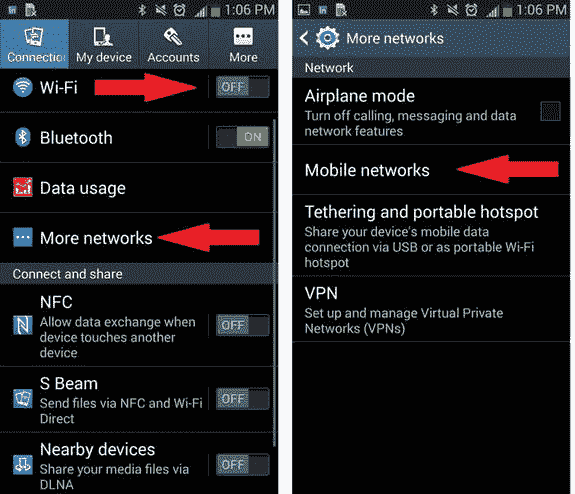 1:06 PM
Connectio
My device
Accounts
More
Wi-Fi
OFF
Bluetooth
ON
Data usage
More networks
Connect and share
NFC
Allow data exchange when
device touches another
device
OFF
S Beam
Send files via NFC and Wi-Fi
Direct
OFF
Nearby devices
Share your media files via
DLNA
OFF
1:06 PM
More networks
Network
Airplane mode
Turn off calling, messaging and data
network features
Mobile networks
Tethering and portable hotspot
Share your device's mobile data
connection via USB or as portable Wi-Fi
hotspot
VPN
Set up and manage Virtual Private
Networks (VPNs)